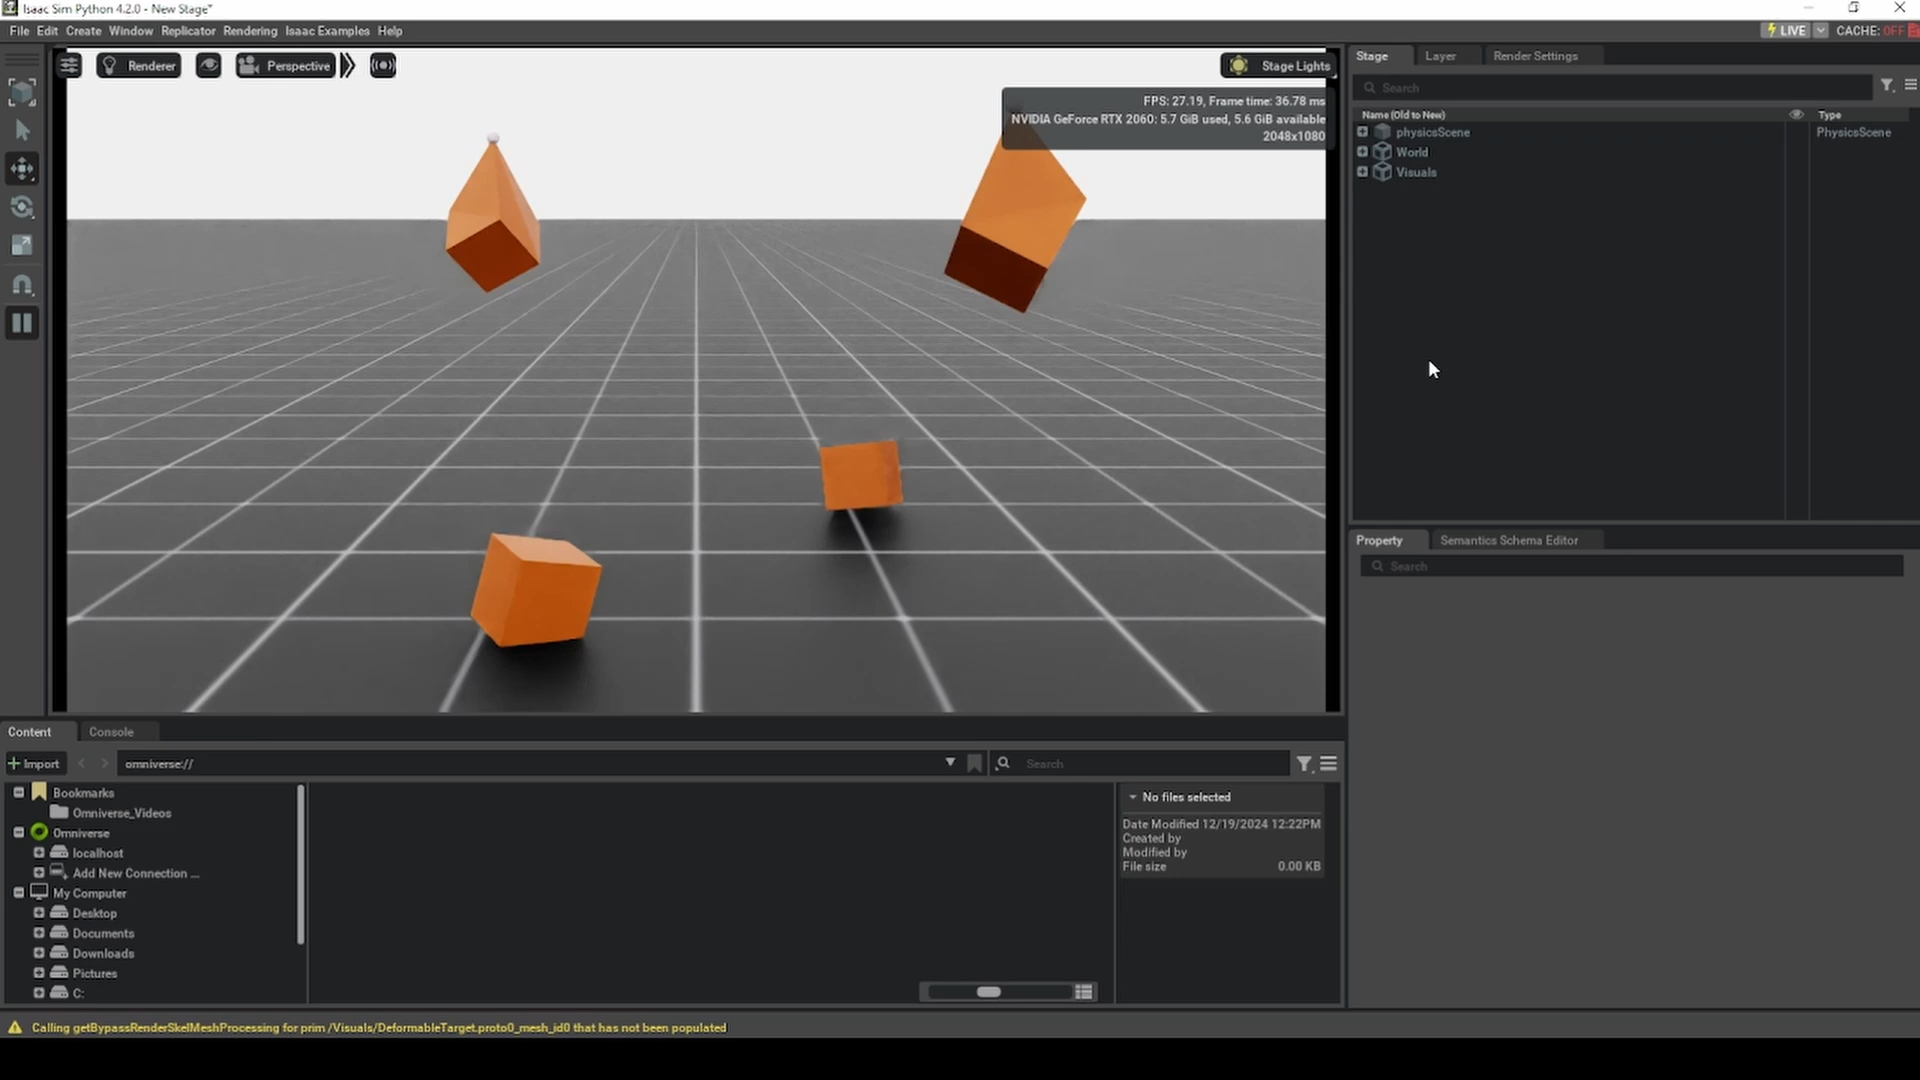 Isaac Sim Python 4.2.0 - New Stage*
File Edit Create Window Replicator Rendering Isaac Examples Help
LIVE CACHE: OFF
Renderer Perspective Stage Lights
FPS: 27.19, Frame time: 36.78 ms
NVIDIA GeForce RTX 2060: 5.7 GiB used, 5.6 GiB available
2048x1080
Stage Layer Render Settings
Search
Name (Old to New) Type
physicsScene PhysicsScene
World
Visuals
Property Semantics Schema Editor
Search
Content Console
Import omniverse:// Search
Bookmarks
Omniverse_Videos
Omniverse
localhost
Add New Connection ...
My Computer
Desktop
Documents
Downloads
Pictures
C:
No files selected
Date Modified 12/19/2024 12:22PM
Created by
Modified by
File size 0.00 KB
Calling getBypassRenderSkelMeshProcessing for prim /Visuals/DeformableTarget.proto0_mesh_id0 that has not been populated